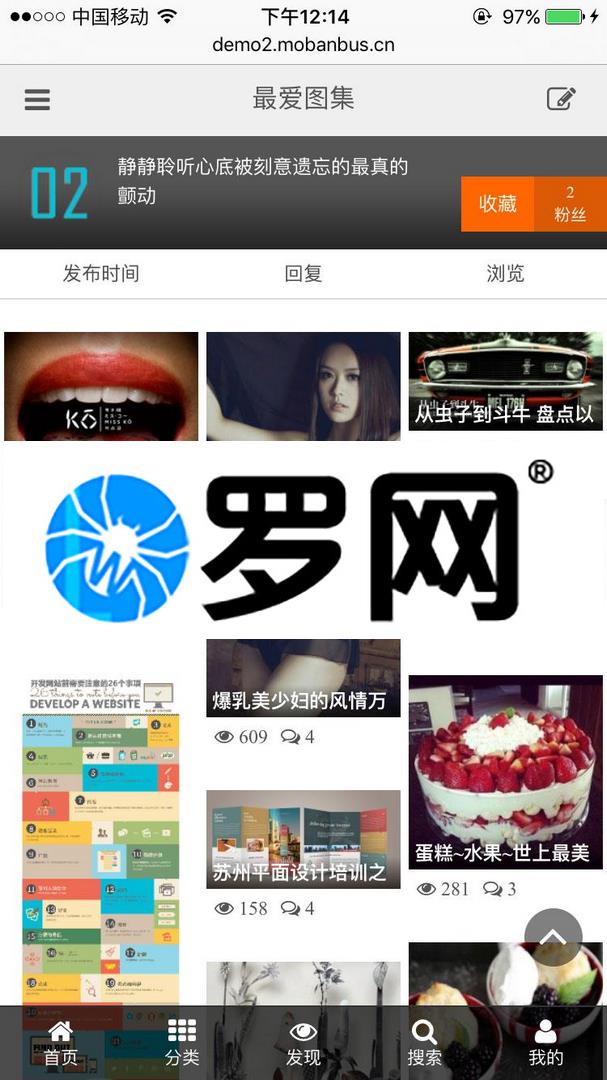 中国移动
下午12:14
97%
demo2.mobanbus.cn
最爱图集
02
静静聆听心底被刻意遗忘的最真的
颤动
收藏
2
粉丝
发布时间
回复
浏览
KŌ
MISS KO
从虫子到斗牛 盘点以
罗网®
开发网站前需要注意的26个事项
26 things to note before you
DEVELOP A WEBSITE
爆乳美少妇的风情万
609
4
苏州平面设计培训之
158
4
蛋糕~水果~世上最美
281
3
首页
分类
发现
搜索
我的